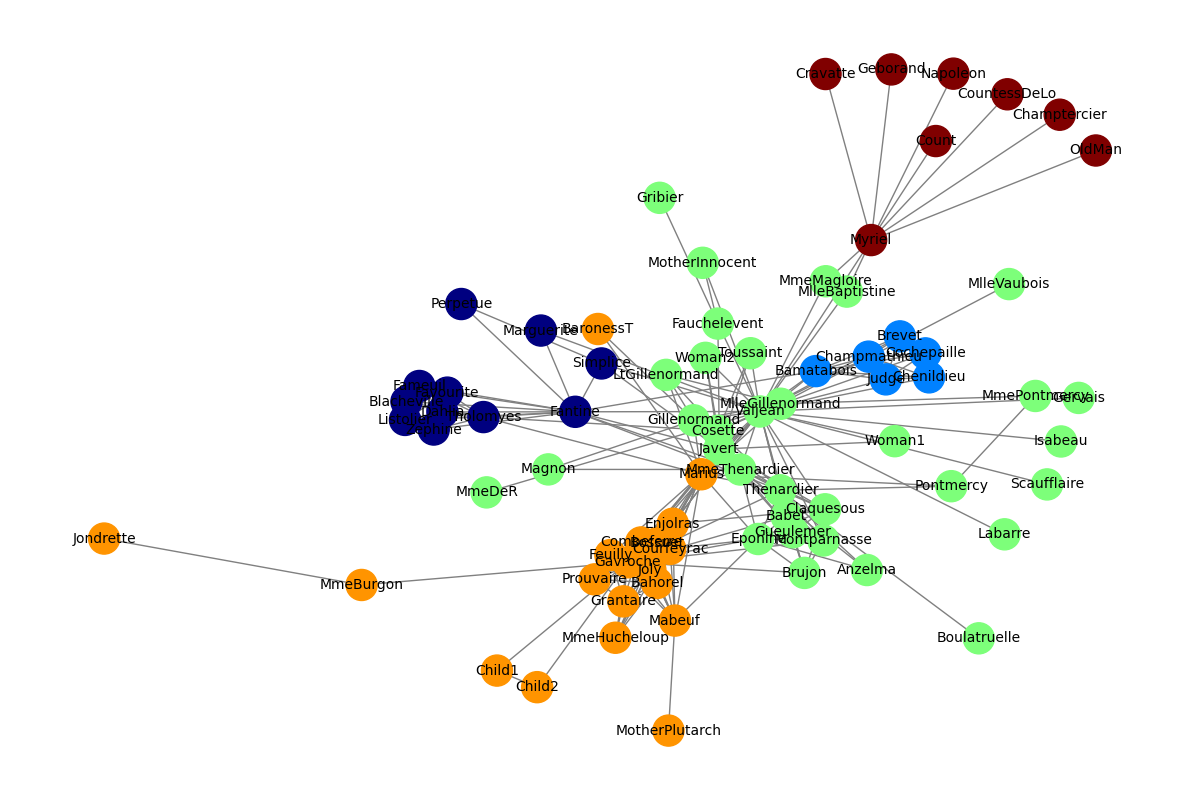 Cravatte
Geborand
Napoleon
CountessDeLo
Champtercier
Count
OldMan
Gribier
Myriel
MotherInnocent
MmeMagloire
MlleBaptistine
MlleVaubois
Perpetue
Marguerite
BaronessT
Fauchelevent
Brevet
Simplice
Woman2
Toussaint
Champmathieu
Cochepaille
LtGillenormand
Bamatabois
Judge
Chenildieu
Fameuil
Favourite
Blacheville
Dahlia
Listolier
Zephine
Tholomyes
Fantine
Gillenormand
MlleGillenormand
Valjean
MmePontmercy
Gervais
Cosette
Javert
Woman1
Isabeau
Magnon
Marius
MmeThenardier
MmeDeR
Thenardier
Pontmercy
Scaufflaire
Claquesous
Babet
Gueulemer
Montparnasse
Labarre
Enjolras
Eponine
Jondrette
Combeferre
Bossuet
Courfeyrac
Feuilly
Gavroche
Joly
Prouvaire
Bahorel
Brujon
Anzelma
MmeBurgon
Grantaire
Mabeuf
MmeHucheloup
Boulatruelle
Child1
Child2
MotherPlutarch